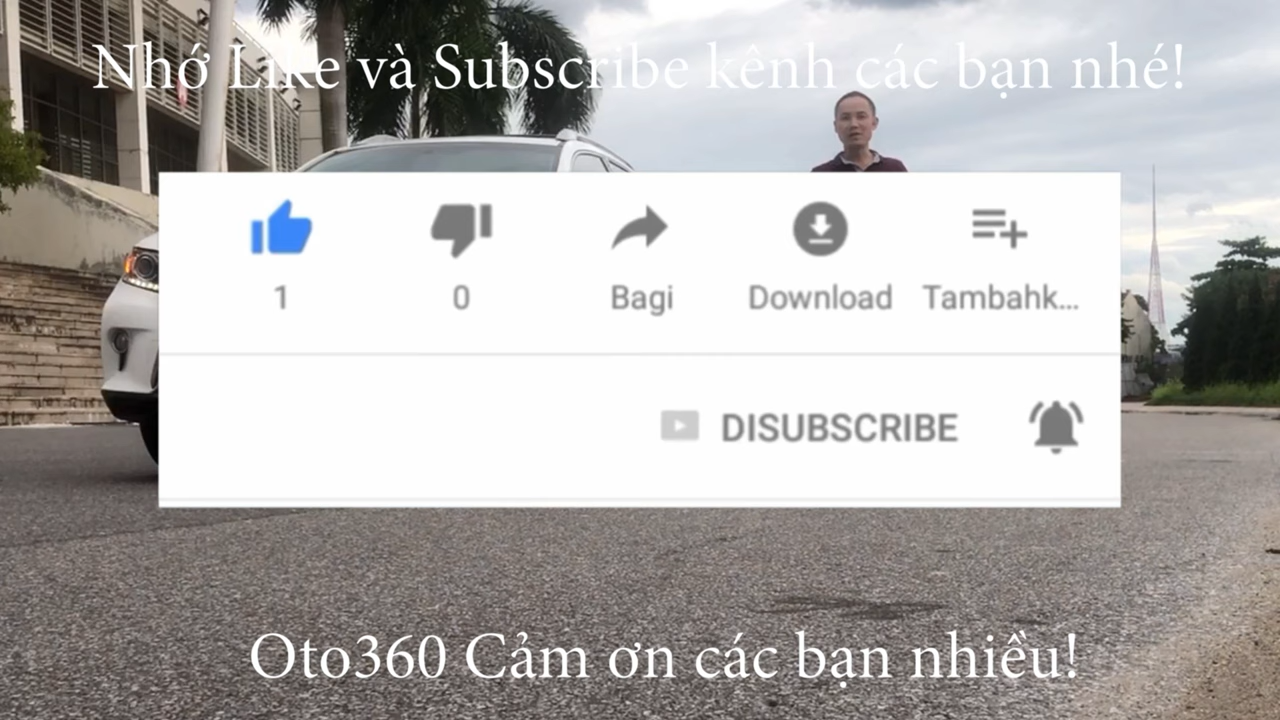 Nhớ Like và Subscribe kênh các bạn nhé!
1 0 Bagi Download Tambahk...
DISUBSCRIBE
Oto360 Cảm ơn các bạn nhiều!